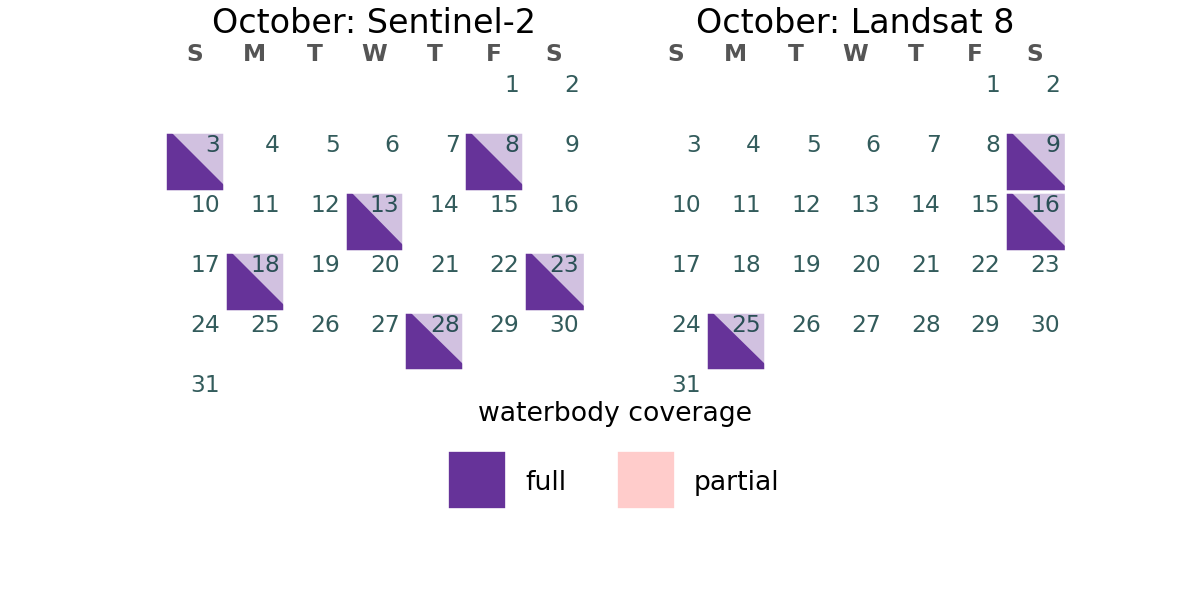 October: Sentinel-2
S M T W T F S
1 2
3 4 5 6 7 8 9
10 11 12 13 14 15 16
17 18 19 20 21 22 23
24 25 26 27 28 29 30
31
October: Landsat 8
S M T W T F S
1 2
3 4 5 6 7 8 9
10 11 12 13 14 15 16
17 18 19 20 21 22 23
24 25 26 27 28 29 30
31
waterbody coverage
full partial